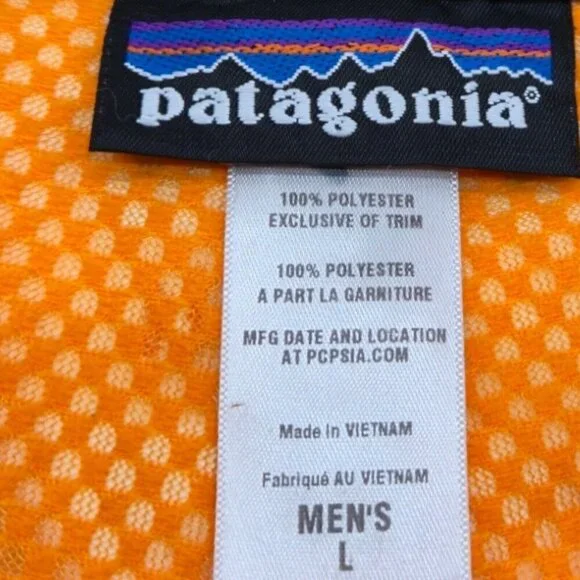 patagonia®
100% POLYESTER
EXCLUSIVE OF TRIM
100% POLYESTER
A PART LA GARNITURE
MFG DATE AND LOCATION
AT PCPSIA.COM
Made in VIETNAM
Fabriqué AU VIETNAM
MEN'S
L